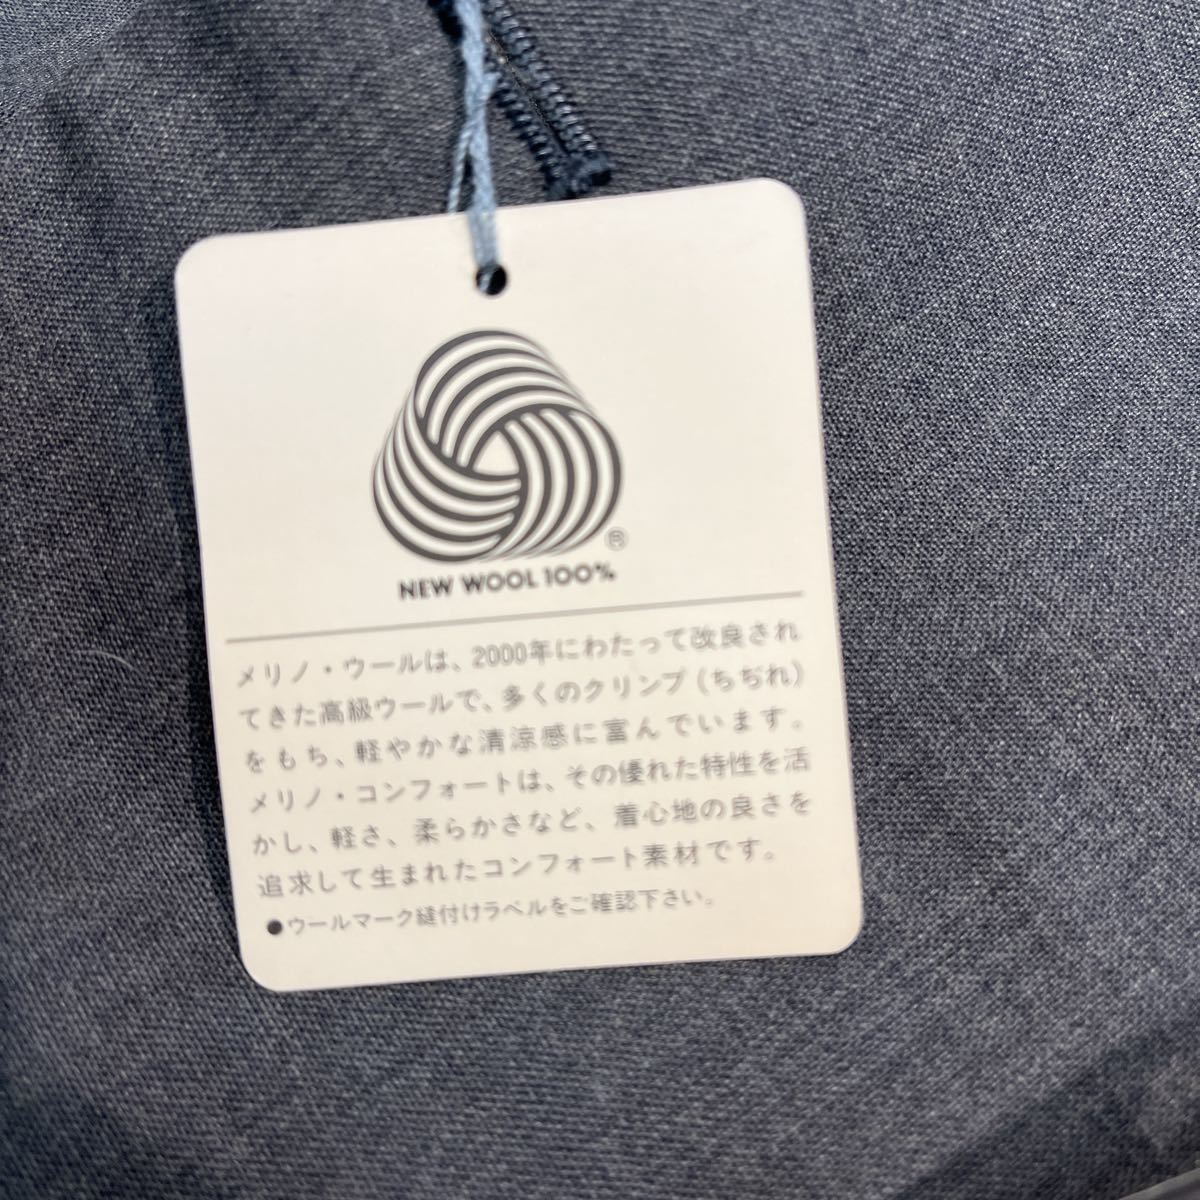 ®
NEW WOOL 100%
メリノ・ウールは、2000年にわたって改良され
てきた高級ウールで、多くのクリンプ(ちぢれ)
をもち、軽やかな清涼感に富んでいます。
メリノ・コンフォートは、その優れた特性を活
かし、軽さ、柔らかさなど、着心地の良さを
追求して生まれたコンフォート素材です。
●ウールマーク縫付けラベルをご確認下さい。